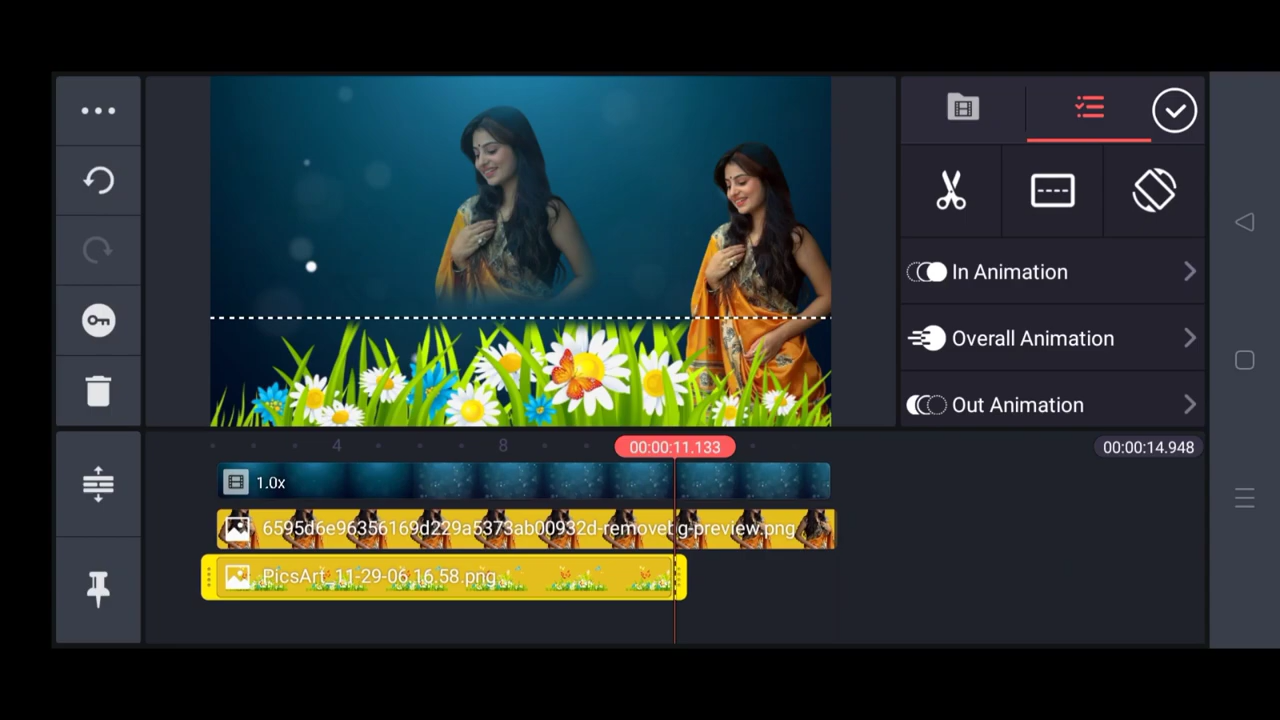 In Animation
Overall Animation
Out Animation
4
8
00:00:11.133
00:00:14.948
1.0x
6595d6e96356169d229a5373ab00932d-removebg-preview.png
PicsArt_11-29-06.16.58.png